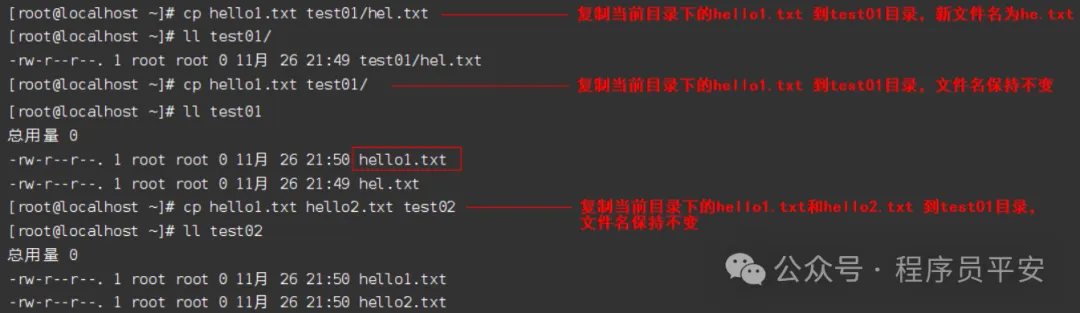 [root@localhost ~]# cp hello1.txt test01/hel.txt 复制当前目录下的hello1.txt 到test01目录，新文件名为he.txt
[root@localhost ~]# ll test01/
-rw-r--r--. 1 root root 0 11月 26 21:49 test01/hel.txt
[root@localhost ~]# cp hello1.txt test01/ 复制当前目录下的hello1.txt 到test01目录，文件名保持不变
[root@localhost ~]# ll test01
总用量 0
-rw-r--r--. 1 root root 0 11月 26 21:50 hello1.txt
-rw-r--r--. 1 root root 0 11月 26 21:49 hel.txt
[root@localhost ~]# cp hello1.txt hello2.txt test02 复制当前目录下的hello1.txt和hello2.txt 到test01目录，
文件名保持不变
[root@localhost ~]# ll test02
总用量 0
-rw-r--r--. 1 root root 0 11月 26 21:50 hello1.txt
-rw-r--r--. 1 root root 0 11月 26 21:50 hello2.txt
公众号 · 程序员平安